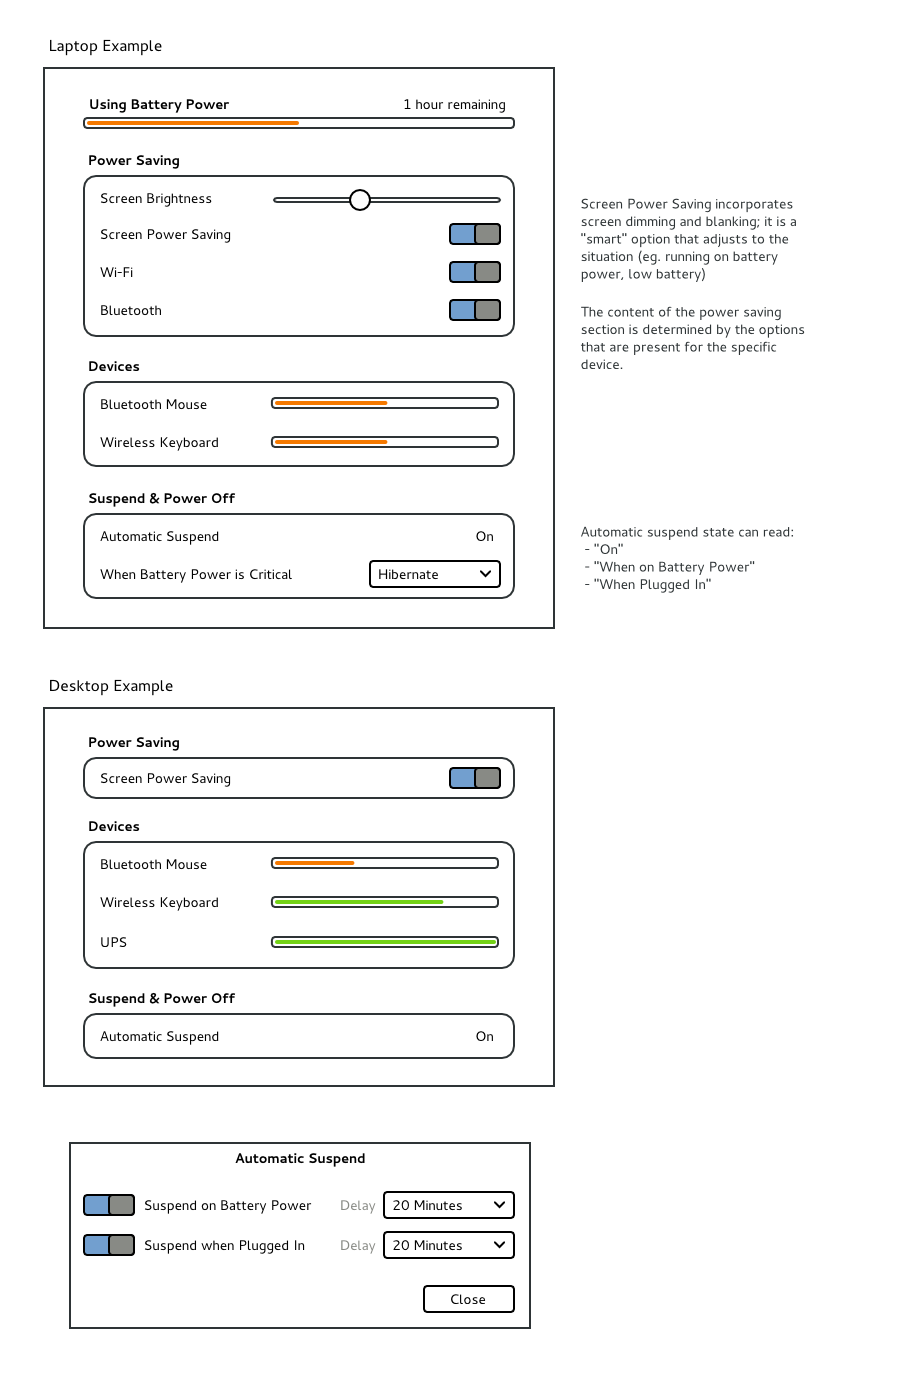 Laptop Example
Using Battery Power 1 hour remaining
Power Saving
Screen Brightness
Screen Power Saving
Wi-Fi
Bluetooth
Screen Power Saving incorporates
screen dimming and blanking; it is a
"smart" option that adjusts to the
situation (eg. running on battery
power, low battery)
The content of the power saving
section is determined by the options
that are present for the specific
device.
Devices
Bluetooth Mouse
Wireless Keyboard
Suspend & Power Off
Automatic Suspend On
When Battery Power is Critical Hibernate
Automatic suspend state can read:
- "On"
- "When on Battery Power"
- "When Plugged In"
Desktop Example
Power Saving
Screen Power Saving
Devices
Bluetooth Mouse
Wireless Keyboard
UPS
Suspend & Power Off
Automatic Suspend On
Automatic Suspend
Suspend on Battery Power Delay 20 Minutes
Suspend when Plugged In Delay 20 Minutes
Close